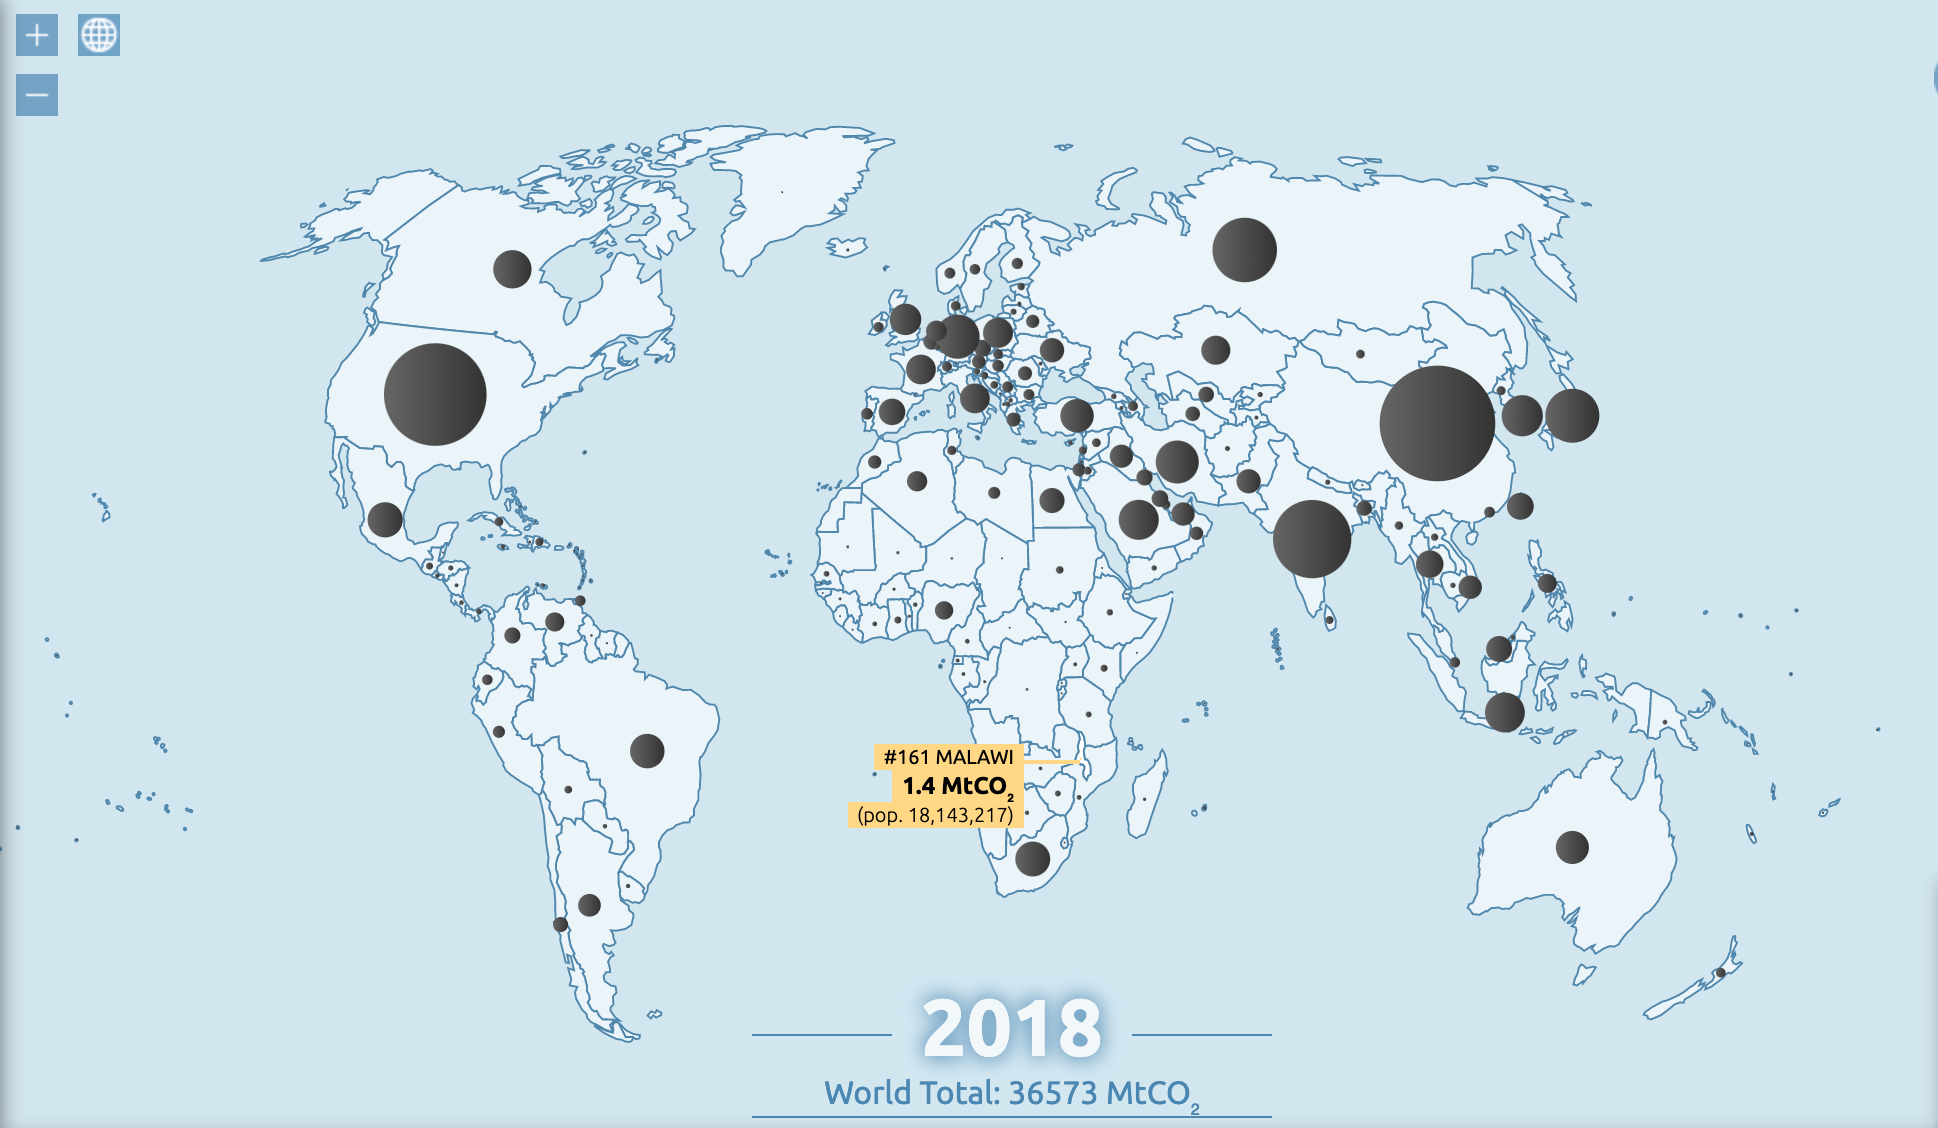 #161 MALAWI
1.4 MtCO₂
(pop. 18,143,217)
2018
World Total: 36573 MtCO₂